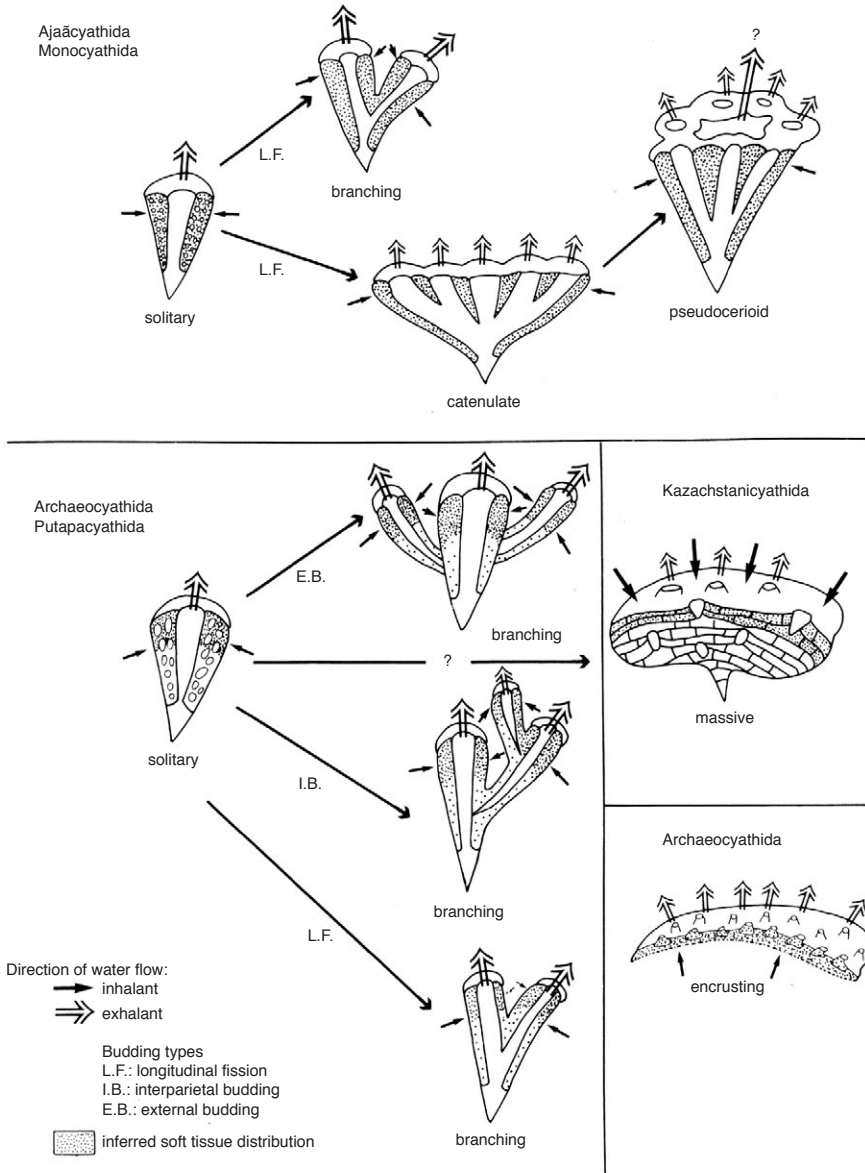 Ajaācyathida
Monocyathida
?
L.F.
branching
L.F.
solitary
pseudocerioid
catenulate
Archaeocyathida
Putapacyathida
Kazachstanicyathida
E.B.
branching
?
massive
solitary
I.B.
branching
Archaeocyathida
L.F.
encrusting
Direction of water flow:
inhalant
exhalant
Budding types
L.F.: longitudinal fission
I.B.: interparietal budding
E.B.: external budding
inferred soft tissue distribution
branching